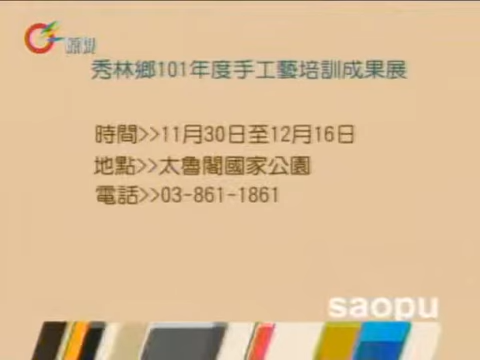 原視
秀林鄉101年度手工藝培訓成果展
時間>>11月30日至12月16日
地點>>太魯閣國家公園
電話>>03-861-1861
saopu